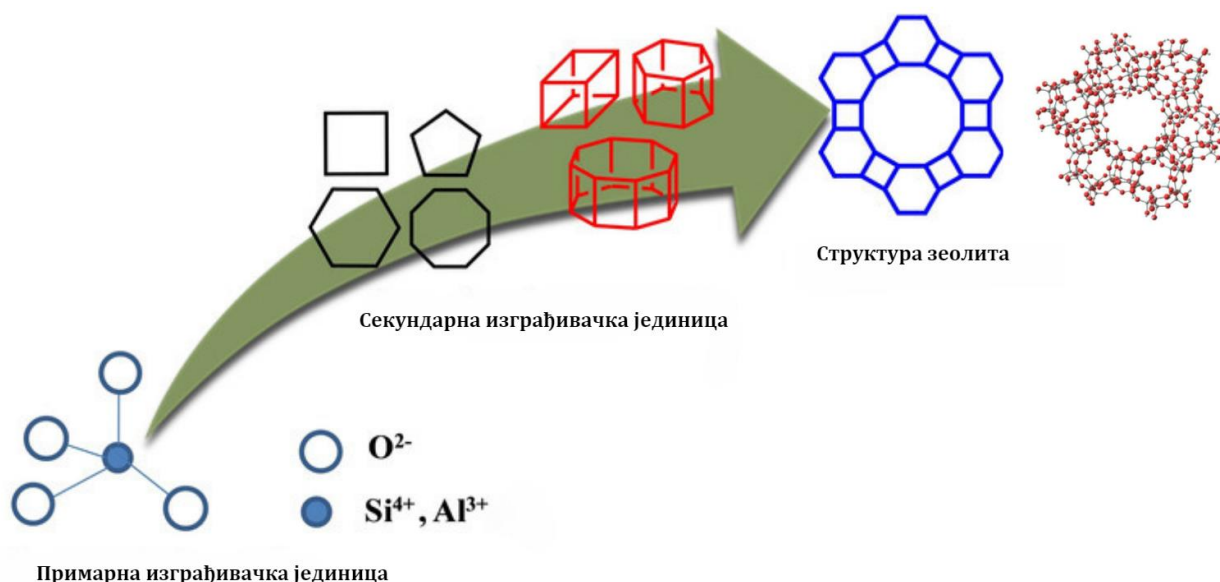 Структура зеолита
Секундарна изграђивачка јединица
O²⁻
Si⁴⁺, Al³⁺
Примарна изграђивачка јединица